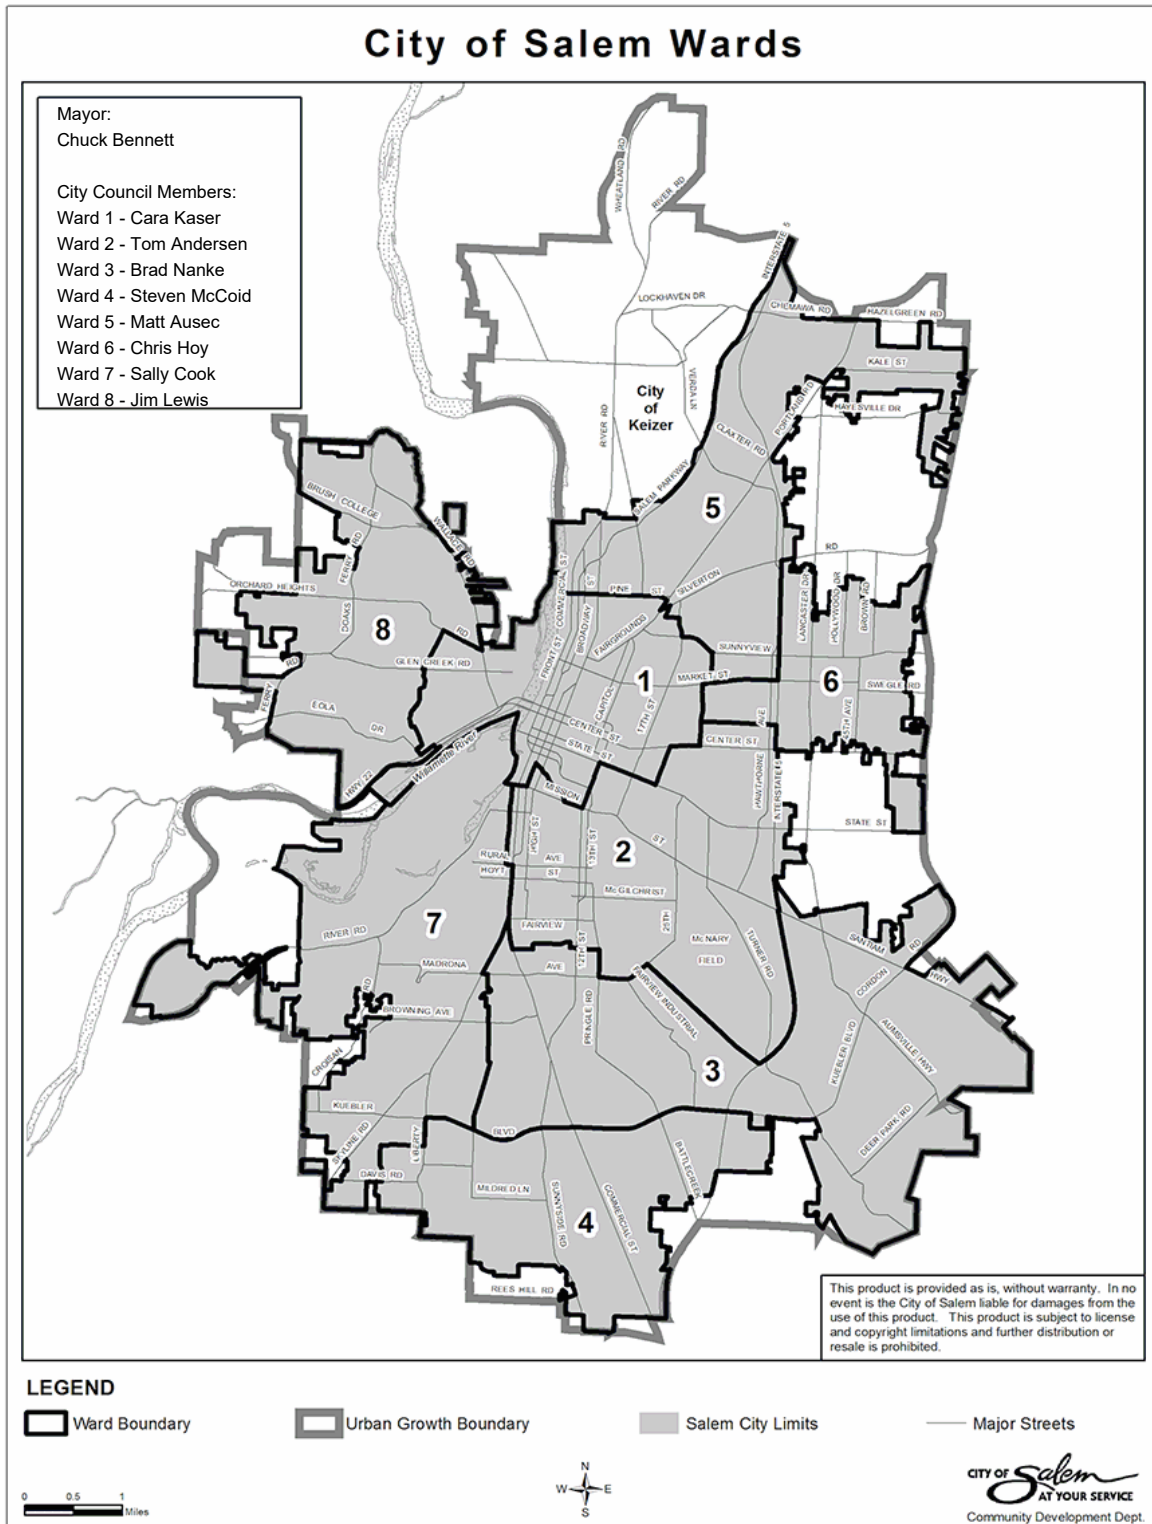 City of Salem Wards
Mayor:
Chuck Bennett
City Council Members:
Ward 1 - Cara Kaser
Ward 2 - Tom Andersen
Ward 3 - Brad Nanke
Ward 4 - Steven McCoid
Ward 5 - Matt Ausec
Ward 6 - Chris Hoy
Ward 7 - Sally Cook
Ward 8 - Jim Lewis
WHEATLAND RD
RIVER RD
INTERSTATE 5
LOCKHAVEN DR
CHEMAWA RD
HAZELGREEN RD
KALE ST
VERDA LN
PORTLAND RD
HAYESVILLE DR
City
of
Keizer
RIVER RD
CLAXTER RD
SALEM PARKWAY
5
BRUSH COLLEGE
WALLACE RD
RD
DOAKS FERRY RD
ORCHARD HEIGHTS
RD
COMMERCIAL ST
FRONT ST
BROADWAY ST
PINE ST
SILVERTON
LANCASTER DR
HOLLYWOOD DR
BROWN RD
8
FAIRGROUNDS
SUNNYVIEW
RD
GLEN CREEK RD
1
MARKET ST
6
SWEGLE RD
FERRY
EOLA
DR
CAPITOL
17TH ST
45TH AVE
CENTER ST
STATE ST
CENTER ST
AVE
HAWTHORNE
INTERSTATE 5
HWY 22
Willamette River
MISSION
ST
STATE ST
HIGH ST
13TH ST
2
RURAL AVE
HOYT ST
McGILCHRIST
7
FAIRVIEW
12TH ST
25TH
McNARY
FIELD
TURNER RD
SANTIAM
HWY
RD
CORDON
RIVER RD
MADRONA
AVE
FAIRVIEW INDUSTRIAL
RD
BROWNING AVE
PRINGLE RD
KUEBLER BLVD
AUMSVILLE HWY
CROISAN
3
KUEBLER
BLVD
DEER PARK RD
SKYLINE RD
LIBERTY
BATTLECREEK
DAVIS RD
MILDRED LN
SUNNYSIDE RD
COMMERCIAL ST
4
REES HILL RD
This product is provided as is, without warranty. In no
event is the City of Salem liable for damages from the
use of this product. This product is subject to license
and copyright limitations and further distribution or
resale is prohibited.
LEGEND
Ward Boundary
Urban Growth Boundary
Salem City Limits
Major Streets
N
W E
S
0 0.5 1
Miles
CITY OF Salem
AT YOUR SERVICE
Community Development Dept.